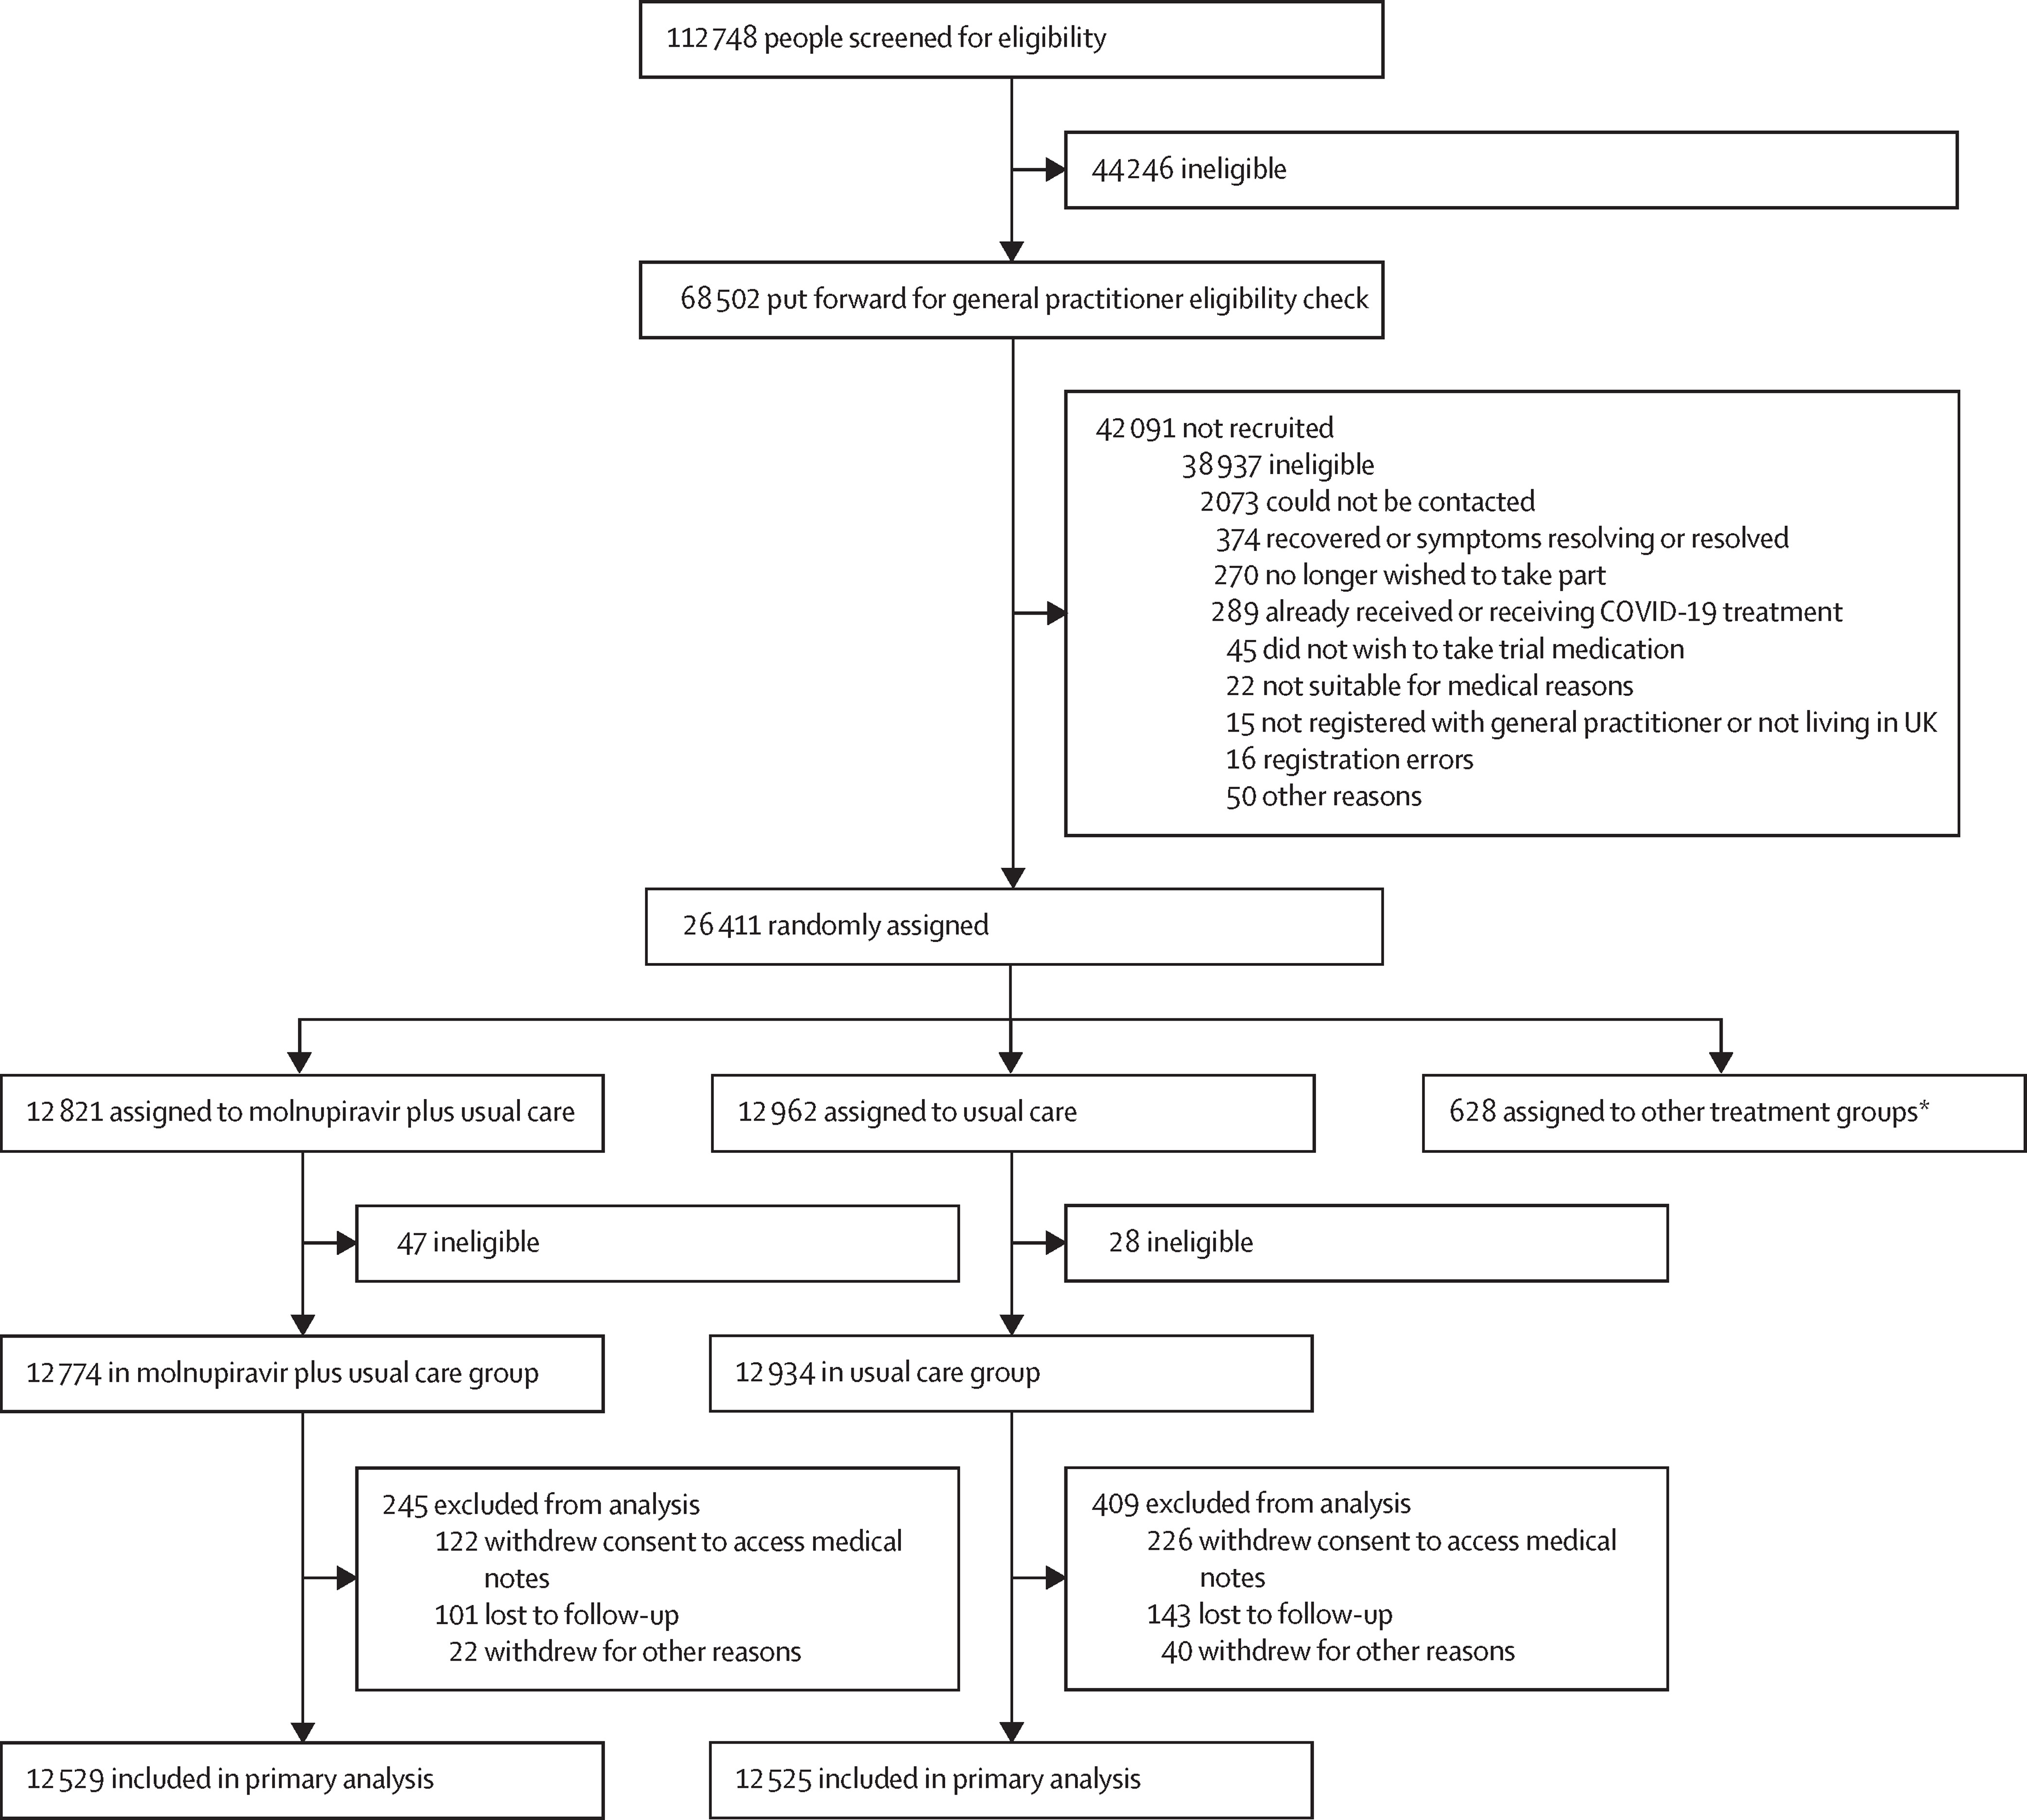 112 748 people screened for eligibility
44 246 ineligible
68 502 put forward for general practitioner eligibility check
42 091 not recruited
38 937 ineligible
2073 could not be contacted
374 recovered or symptoms resolving or resolved
270 no longer wished to take part
289 already received or receiving COVID-19 treatment
45 did not wish to take trial medication
22 not suitable for medical reasons
15 not registered with general practitioner or not living in UK
16 registration errors
50 other reasons
26 411 randomly assigned
12 821 assigned to molnupiravir plus usual care
12 962 assigned to usual care
628 assigned to other treatment groups*
47 ineligible
28 ineligible
12 774 in molnupiravir plus usual care group
12 934 in usual care group
245 excluded from analysis
122 withdrew consent to access medical
notes
101 lost to follow-up
22 withdrew for other reasons
409 excluded from analysis
226 withdrew consent to access medical
notes
143 lost to follow-up
40 withdrew for other reasons
12 529 included in primary analysis
12 525 included in primary analysis